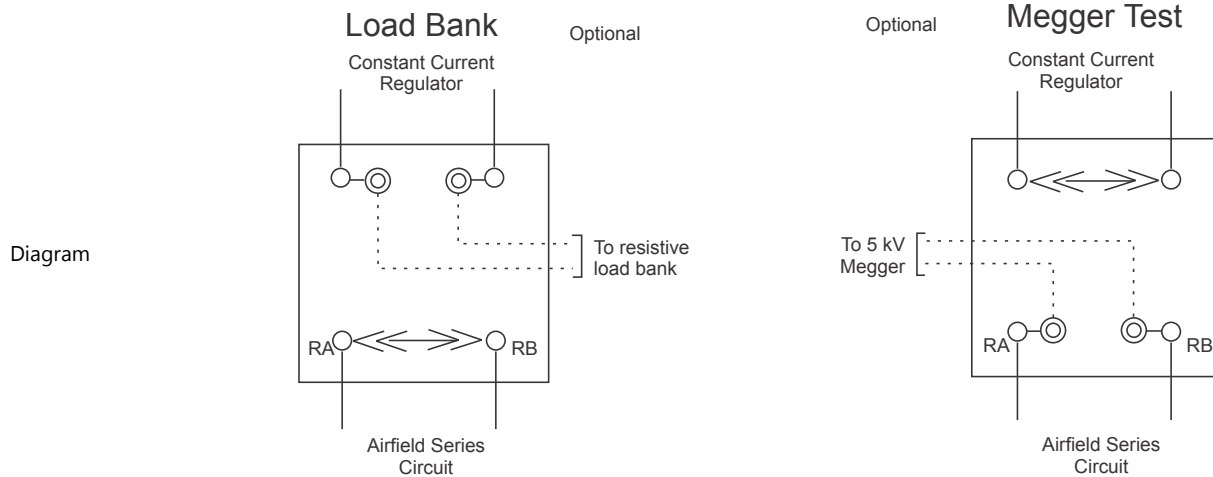 Diagram
Load Bank
Optional
Constant Current
Regulator
To resistive
load bank
RA
RB
Airfield Series
Circuit
Optional
Megger Test
Constant Current
Regulator
To 5 kV
Megger
RA
RB
Airfield Series
Circuit